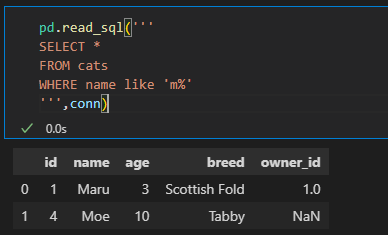 pd.read_sql('''
SELECT *
FROM cats
WHERE name like 'm%'
''',conn)
0.0s
id name age breed owner_id
0 1 Maru 3 Scottish Fold 1.0
1 4 Moe 10 Tabby NaN